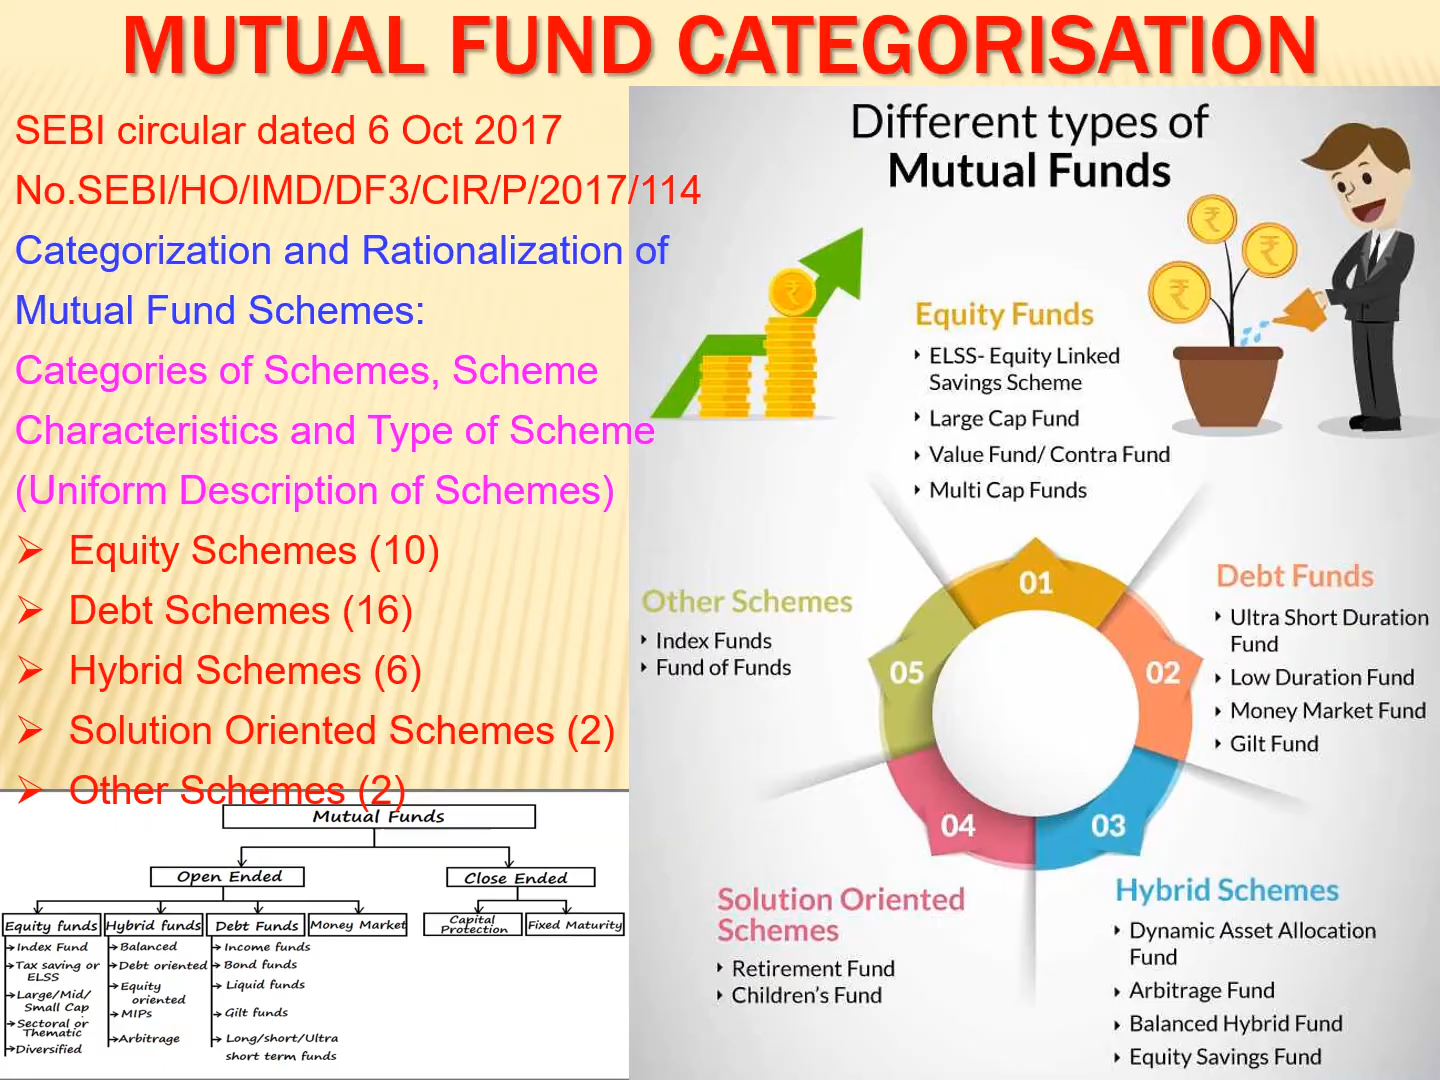 MUTUAL FUND CATEGORISATION
SEBI circular dated 6 Oct 2017
No.SEBI/HO/IMD/DF3/CIR/P/2017/114
Categorization and Rationalization of
Mutual Fund Schemes:
Categories of Schemes, Scheme
Characteristics and Type of Scheme
(Uniform Description of Schemes)
➢ Equity Schemes (10)
➢ Debt Schemes (16)
➢ Hybrid Schemes (6)
➢ Solution Oriented Schemes (2)
➢ Other Schemes (2)
Different types of
Mutual Funds
₹
₹
₹
₹
Equity Funds
ELSS- Equity Linked
Savings Scheme
Large Cap Fund
Value Fund/ Contra Fund
Multi Cap Funds
01
Debt Funds
Ultra Short Duration
Fund
Low Duration Fund
Money Market Fund
Gilt Fund
02
Hybrid Schemes
Dynamic Asset Allocation
Fund
Arbitrage Fund
Balanced Hybrid Fund
Equity Savings Fund
03
Solution Oriented
Schemes
Retirement Fund
Children's Fund
04
Other Schemes
Index Funds
Fund of Funds
05
Mutual Funds
Open Ended
Close Ended
Equity funds
Index Fund
Tax saving or
ELSS
Large/Mid/
Small Cap
Sectoral or
Thematic
Diversified
Hybrid funds
Balanced
Debt oriented
Equity
oriented
MIPs
Arbitrage
Debt Funds
Income funds
Bond funds
Liquid funds
Gilt funds
Long/short/Ultra
short term funds
Money Market
Capital
Protection
Fixed Maturity